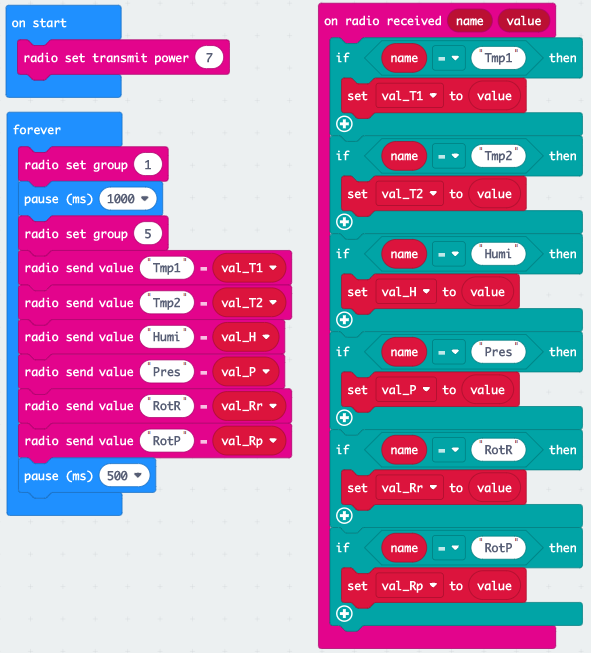 on start
radio set transmit power 7
forever
radio set group 1
pause (ms) 1000
radio set group 5
radio send value "Tmp1" = val_T1
radio send value "Tmp2" = val_T2
radio send value "Humi" = val_H
radio send value "Pres" = val_P
radio send value "RotR" = val_Rr
radio send value "RotP" = val_Rp
pause (ms) 500
on radio received name value
if name = "Tmp1" then
set val_T1 to value
if name = "Tmp2" then
set val_T2 to value
if name = "Humi" then
set val_H to value
if name = "Pres" then
set val_P to value
if name = "RotR" then
set val_Rr to value
if name = "RotP" then
set val_Rp to value